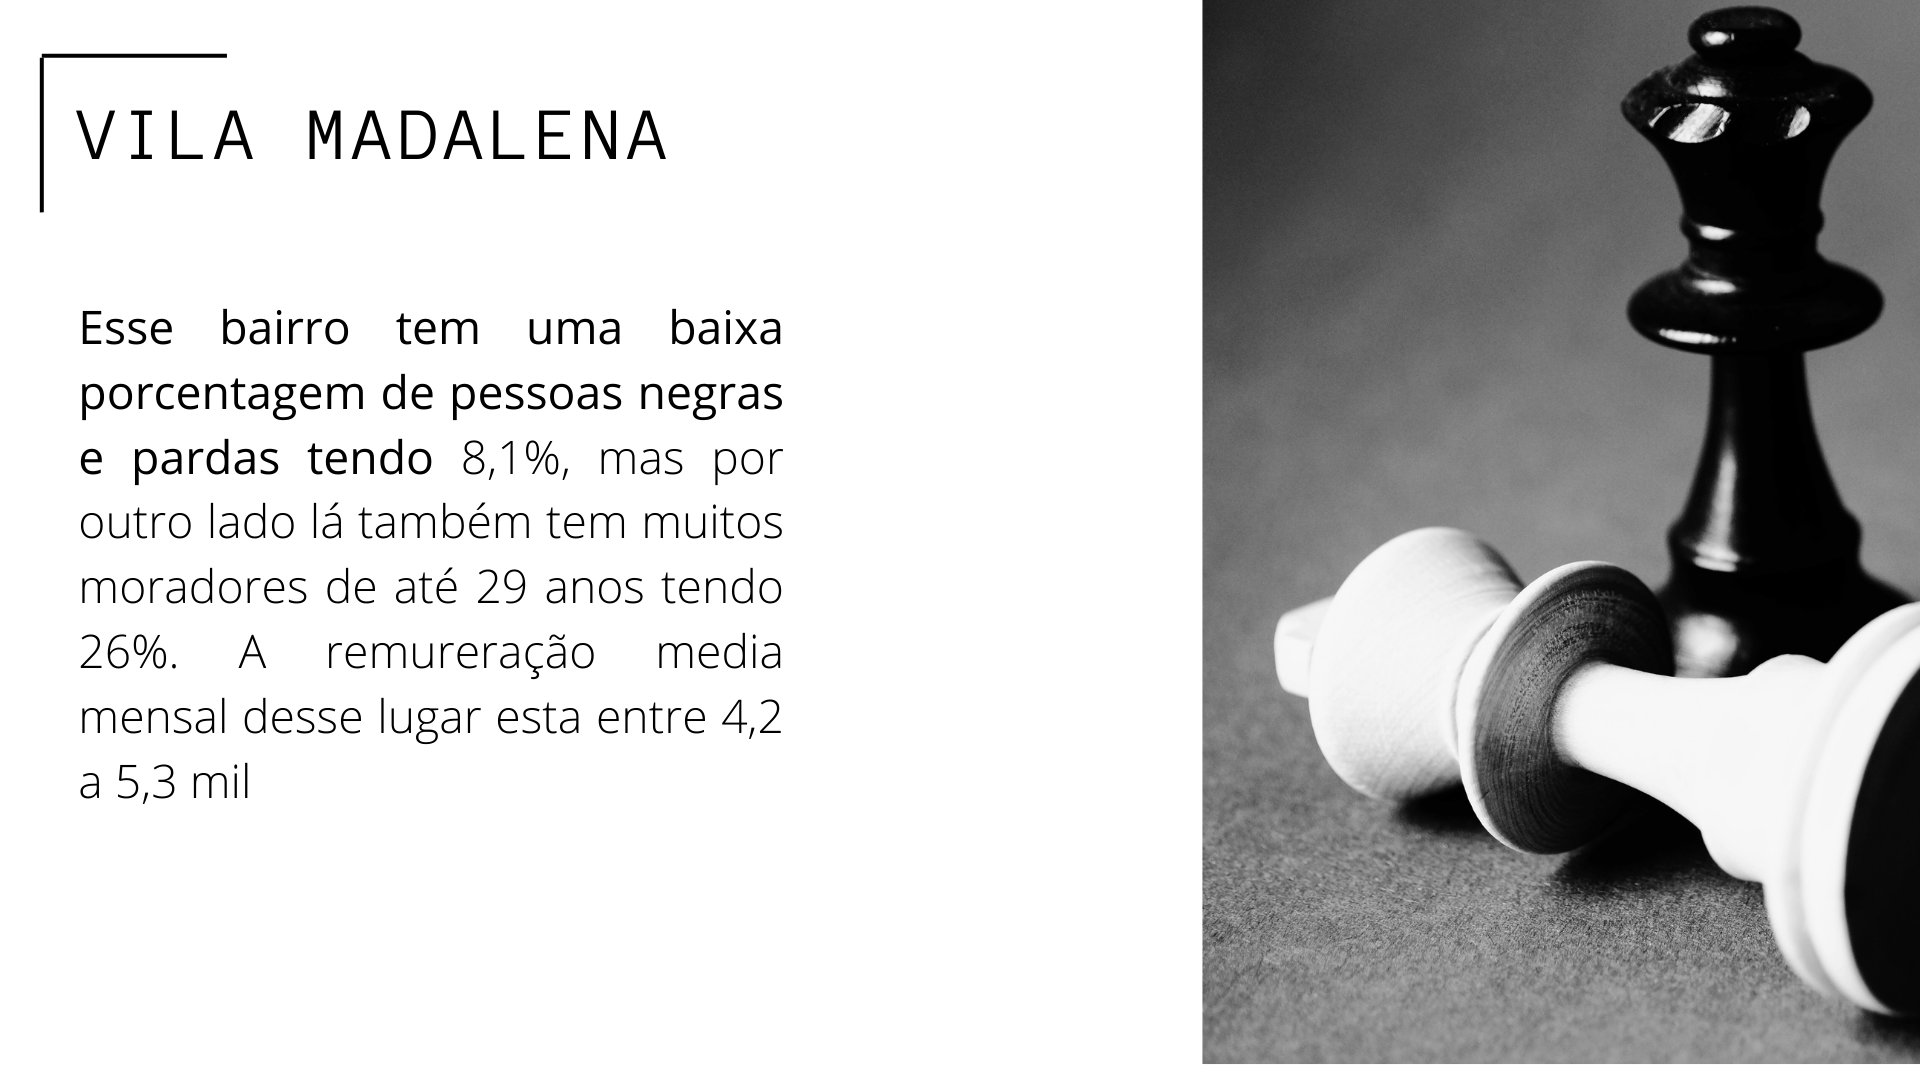 VILA MADALENA
Esse bairro tem uma baixa
porcentagem de pessoas negras
e pardas tendo 8,1%, mas por
outro lado lá também tem muitos
moradores de até 29 anos tendo
26%. A remureração media
mensal desse lugar esta entre 4,2
a 5,3 mil